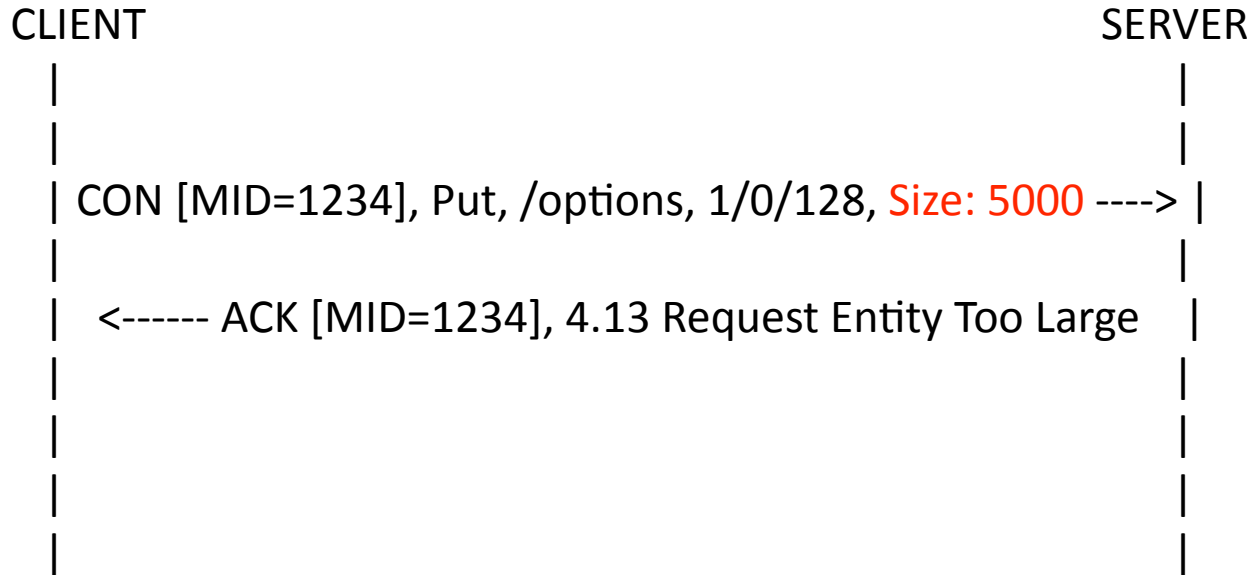 CLIENT SERVER
| |
| |
| CON [MID=1234], Put, /options, 1/0/128, Size: 5000 ----> |
| |
| <------ ACK [MID=1234], 4.13 Request Entity Too Large |
| |
| |
| |
| |